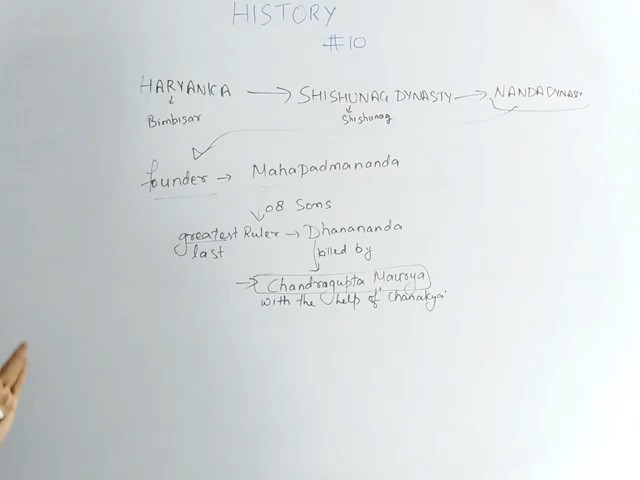 HISTORY
#10
HARYANKA → SHISHUNAG DYNASTY → NANDA DYNASTY
Bimbisar Shishunag
founder → Mahapadmananda
08 Sons
greatest Ruler → Dhanananda
last killed by
→ Chandragupta Maurya
with the help of 'Chanakya'